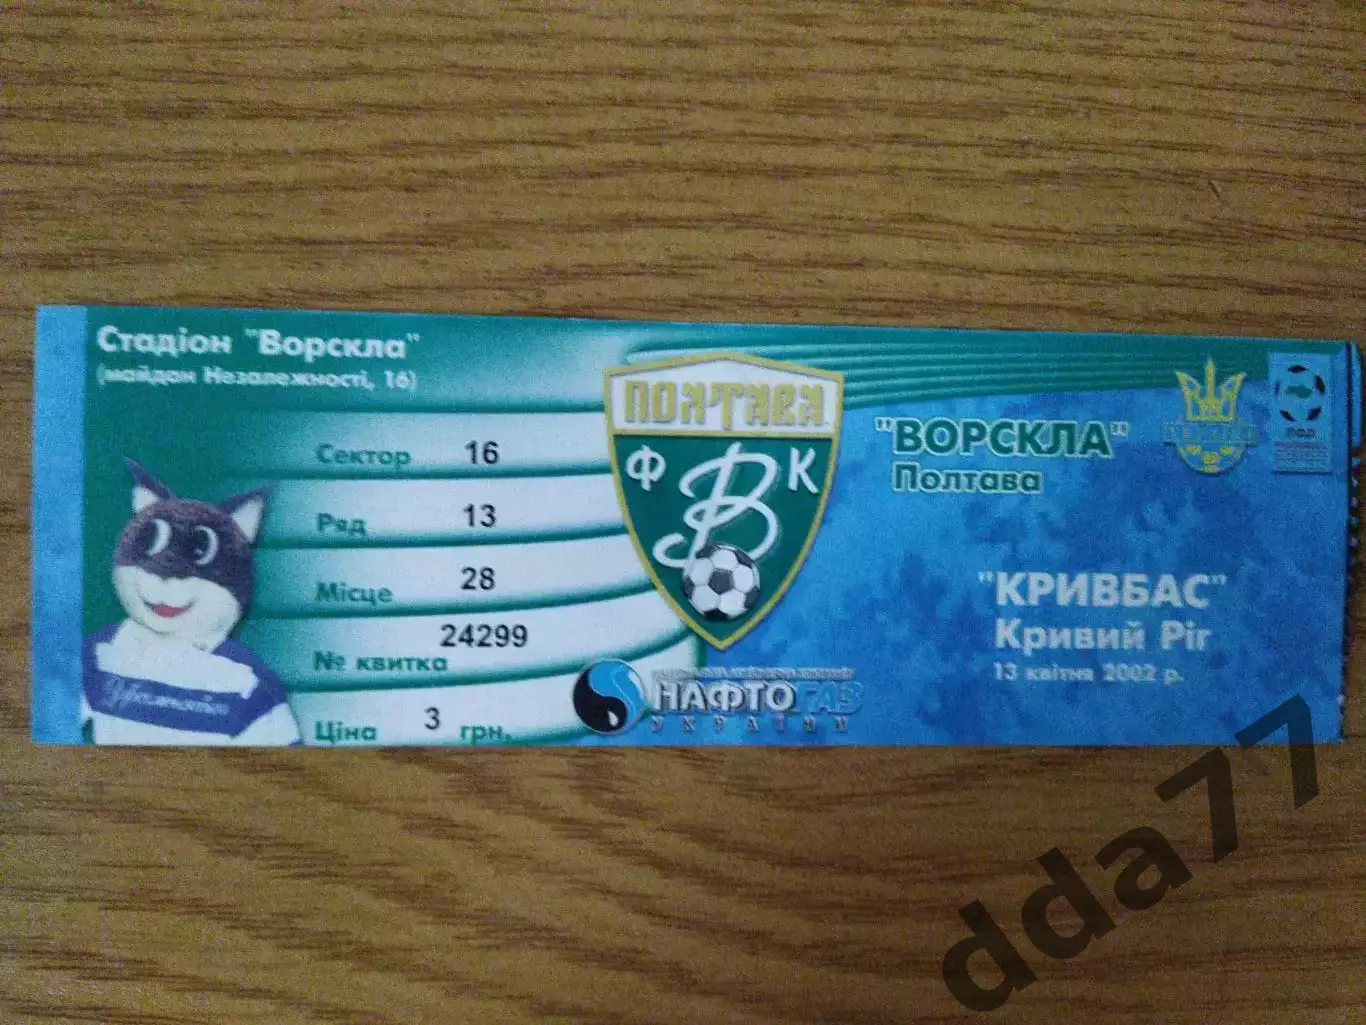 Стадіон "Ворскла"
(майдан Незалежності, 16)
Сектор 16
Ряд 13
Місце 28
№ квитка 24299
Ціна 3 грн.
ПОЛТАВА
Ф К
В
НАФТОГАЗ
УКРАЇНИ
"ВОРСКЛА"
Полтава
"КРИВБАС"
Кривий Ріг
13 квітня 2002 р.
dda77